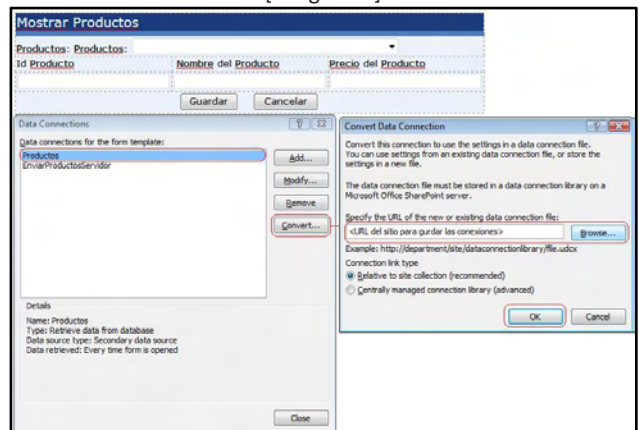 Mostrar Productos
Productos: Productos:
Id Producto Nombre del Producto Precio del Producto
Guardar Cancelar
Data Connections
Data connections for the form template:
Productos
EnviarProductosServidor
Add...
Modify...
Remove
Convert...
Details
Name: Productos
Type: Retrieve data from database
Data source type: Secondary data source
Data retrieved: Every time form is opened
Close
Convert Data Connection
Convert this connection to use the settings in a data connection file.
You can use settings from an existing data connection file, or store the
settings in a new file.
The data connection file must be stored in a data connection library on a
Microsoft Office SharePoint server.
Specify the URL of the new or existing data connection file:
<URL del sitio para gurdar las conexiones> Browse...
Example: http://department/site/dataconnectionlibrary/file.udcx
Connection link type
Relative to site collection (recommended)
Centrally managed connection library (advanced)
OK Cancel